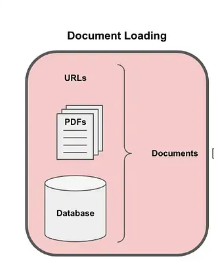 Document Loading
URLs
PDFs
Documents
Database